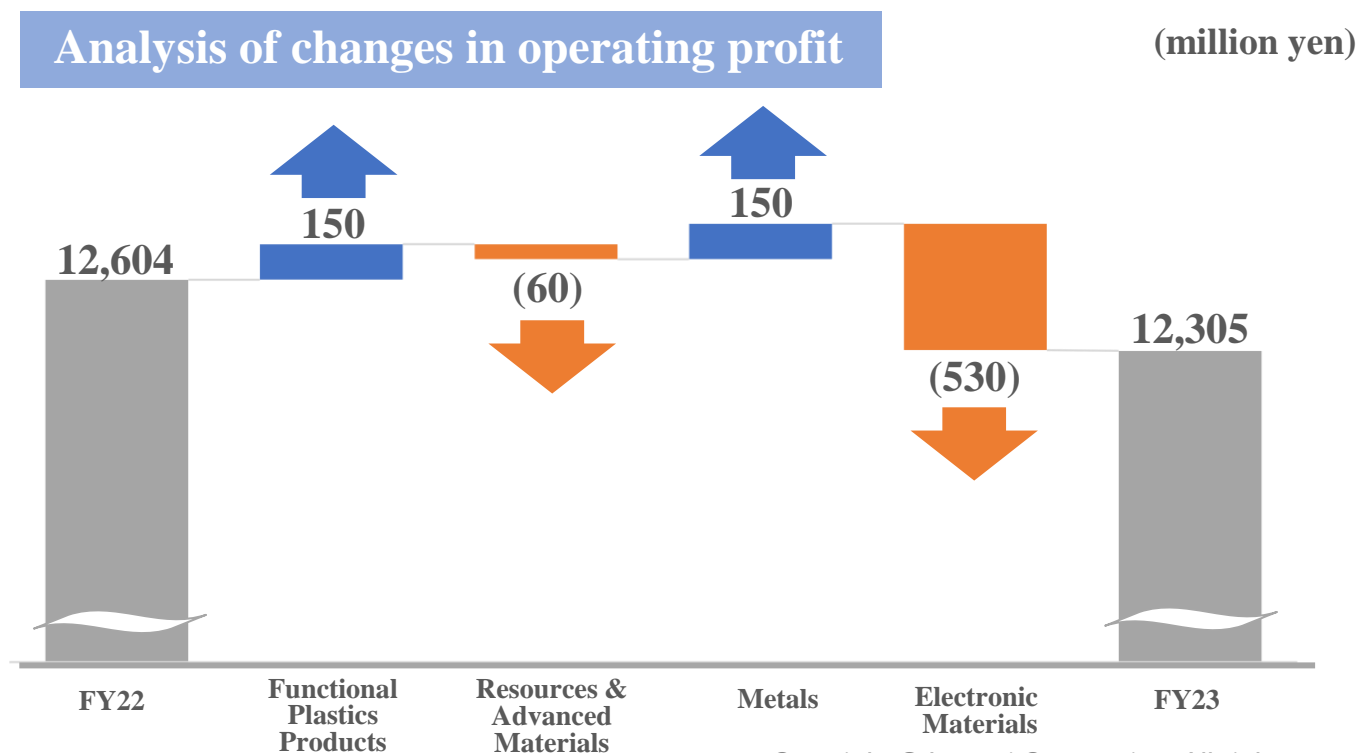 Analysis of changes in operating profit
(million yen)
150
150
12,604
(60)
12,305
(530)
FY22
Functional
Plastics
Products
Resources &
Advanced
Materials
Metals
Electronic
Materials
FY23